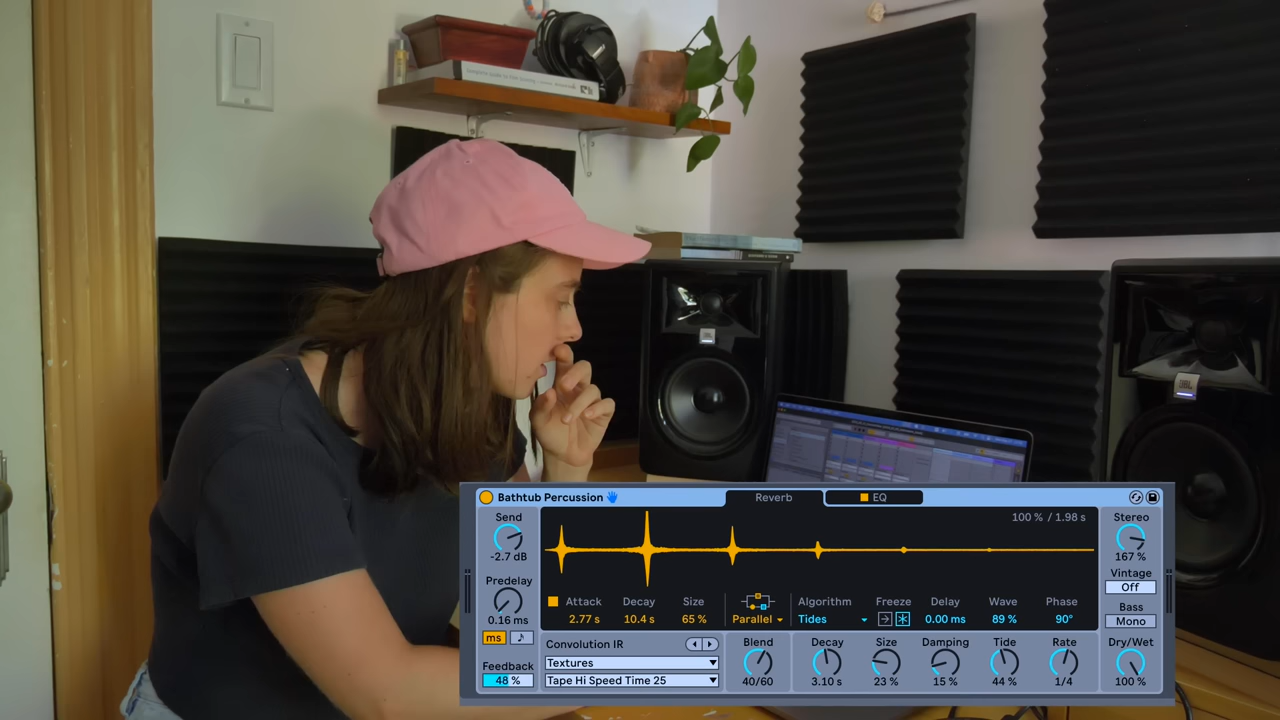 JBL
JBL
Bathtub Percussion
Reverb
EQ
Send
-2.7 dB
Predelay
0.16 ms
ms
Feedback
48 %
100 % / 1.98 s
Attack
Decay
Size
2.77 s
10.4 s
65 %
Parallel
Algorithm
Freeze
Delay
Wave
Phase
Tides
0.00 ms
89 %
90°
Convolution IR
Textures
Tape Hi Speed Time 25
Blend
40/60
Decay
3.10 s
Size
23 %
Damping
15 %
Tide
44 %
Rate
1/4
Stereo
167 %
Vintage
Off
Bass
Mono
Dry/Wet
100 %